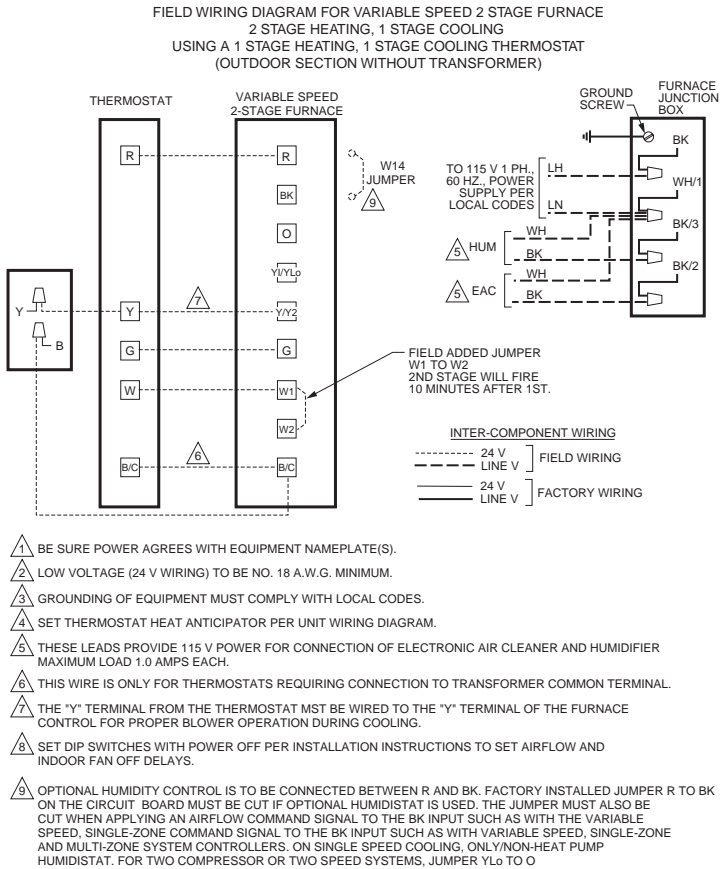 FIELD WIRING DIAGRAM FOR VARIABLE SPEED 2 STAGE FURNACE
2 STAGE HEATING, 1 STAGE COOLING
USING A 1 STAGE HEATING, 1 STAGE COOLING THERMOSTAT
(OUTDOOR SECTION WITHOUT TRANSFORMER)
THERMOSTAT
VARIABLE SPEED
2-STAGE FURNACE
GROUND
SCREW
FURNACE
JUNCTION
BOX
R
R
W14
JUMPER
9
BK
O
YI/YLo
Y
B
Y
7
Y/Y2
G
G
W
W1
W2
B/C
6
B/C
TO 115 V 1 PH.,
60 HZ., POWER
SUPPLY PER
LOCAL CODES
LH
LN
BK
WH/1
BK/3
BK/2
5
HUM
WH
BK
5
EAC
WH
BK
FIELD ADDED JUMPER
W1 TO W2
2ND STAGE WILL FIRE
10 MINUTES AFTER 1ST.
INTER-COMPONENT WIRING
24 V
LINE V
FIELD WIRING
24 V
LINE V
FACTORY WIRING
1 BE SURE POWER AGREES WITH EQUIPMENT NAMEPLATE(S).
2 LOW VOLTAGE (24 V WIRING) TO BE NO. 18 A.W.G. MINIMUM.
3 GROUNDING OF EQUIPMENT MUST COMPLY WITH LOCAL CODES.
4 SET THERMOSTAT HEAT ANTICIPATOR PER UNIT WIRING DIAGRAM.
5 THESE LEADS PROVIDE 115 V POWER FOR CONNECTION OF ELECTRONIC AIR CLEANER AND HUMIDIFIER
MAXIMUM LOAD 1.0 AMPS EACH.
6 THIS WIRE IS ONLY FOR THERMOSTATS REQUIRING CONNECTION TO TRANSFORMER COMMON TERMINAL.
7 THE "Y" TERMINAL FROM THE THERMOSTAT MST BE WIRED TO THE "Y" TERMINAL OF THE FURNACE
CONTROL FOR PROPER BLOWER OPERATION DURING COOLING.
8 SET DIP SWITCHES WITH POWER OFF PER INSTALLATION INSTRUCTIONS TO SET AIRFLOW AND
INDOOR FAN OFF DELAYS.
9 OPTIONAL HUMIDITY CONTROL IS TO BE CONNECTED BETWEEN R AND BK. FACTORY INSTALLED JUMPER R TO BK
ON THE CIRCUIT BOARD MUST BE CUT IF OPTIONAL HUMIDISTAT IS USED. THE JUMPER MUST ALSO BE
CUT WHEN APPLYING AN AIRFLOW COMMAND SIGNAL TO THE BK INPUT SUCH AS WITH THE VARIABLE
SPEED, SINGLE-ZONE COMMAND SIGNAL TO THE BK INPUT SUCH AS WITH VARIABLE SPEED, SINGLE-ZONE
AND MULTI-ZONE SYSTEM CONTROLLERS. ON SINGLE SPEED COOLING, ONLY/NON-HEAT PUMP
HUMIDISTAT. FOR TWO COMPRESSOR OR TWO SPEED SYSTEMS, JUMPER YLo TO O